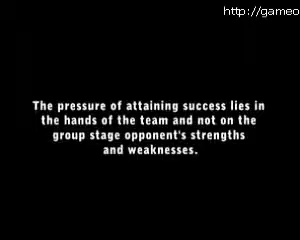 http://gameo
The pressure of attaining success lies in
the hands of the team and not on the
group stage opponent's strengths
and weaknesses.